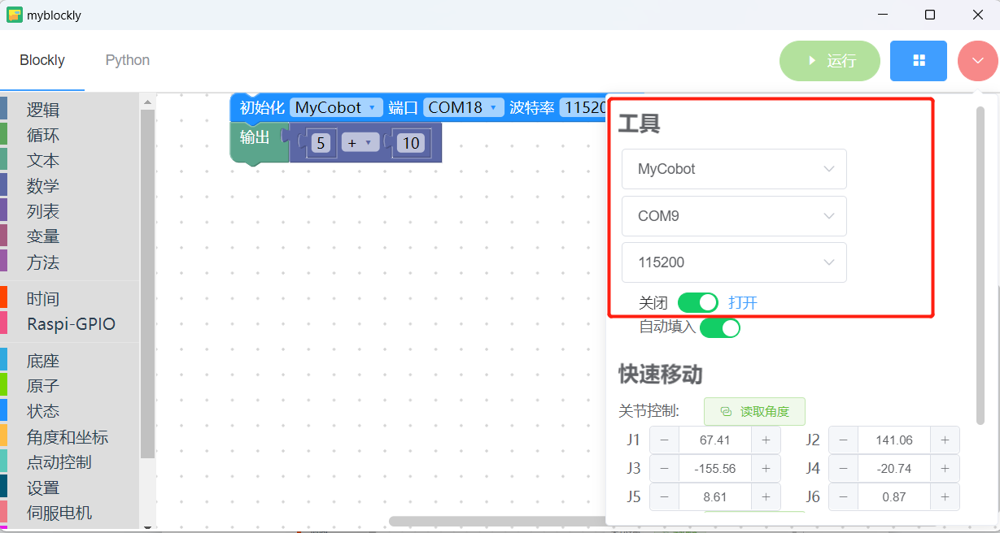 myblockly
Blockly Python 运行
逻辑
循环
文本
数学
列表
变量
方法
时间
Raspi-GPIO
底座
原子
状态
角度和坐标
点动控制
设置
伺服电机
初始化 MyCobot 端口 COM18 波特率 11520
输出 5 + 10
工具
MyCobot
COM9
115200
关闭 打开
自动填入
快速移动
关节控制: 读取角度
J1 − 67.41 + J2 − 141.06 +
J3 − -155.56 + J4 − -20.74 +
J5 − 8.61 + J6 − 0.87 +